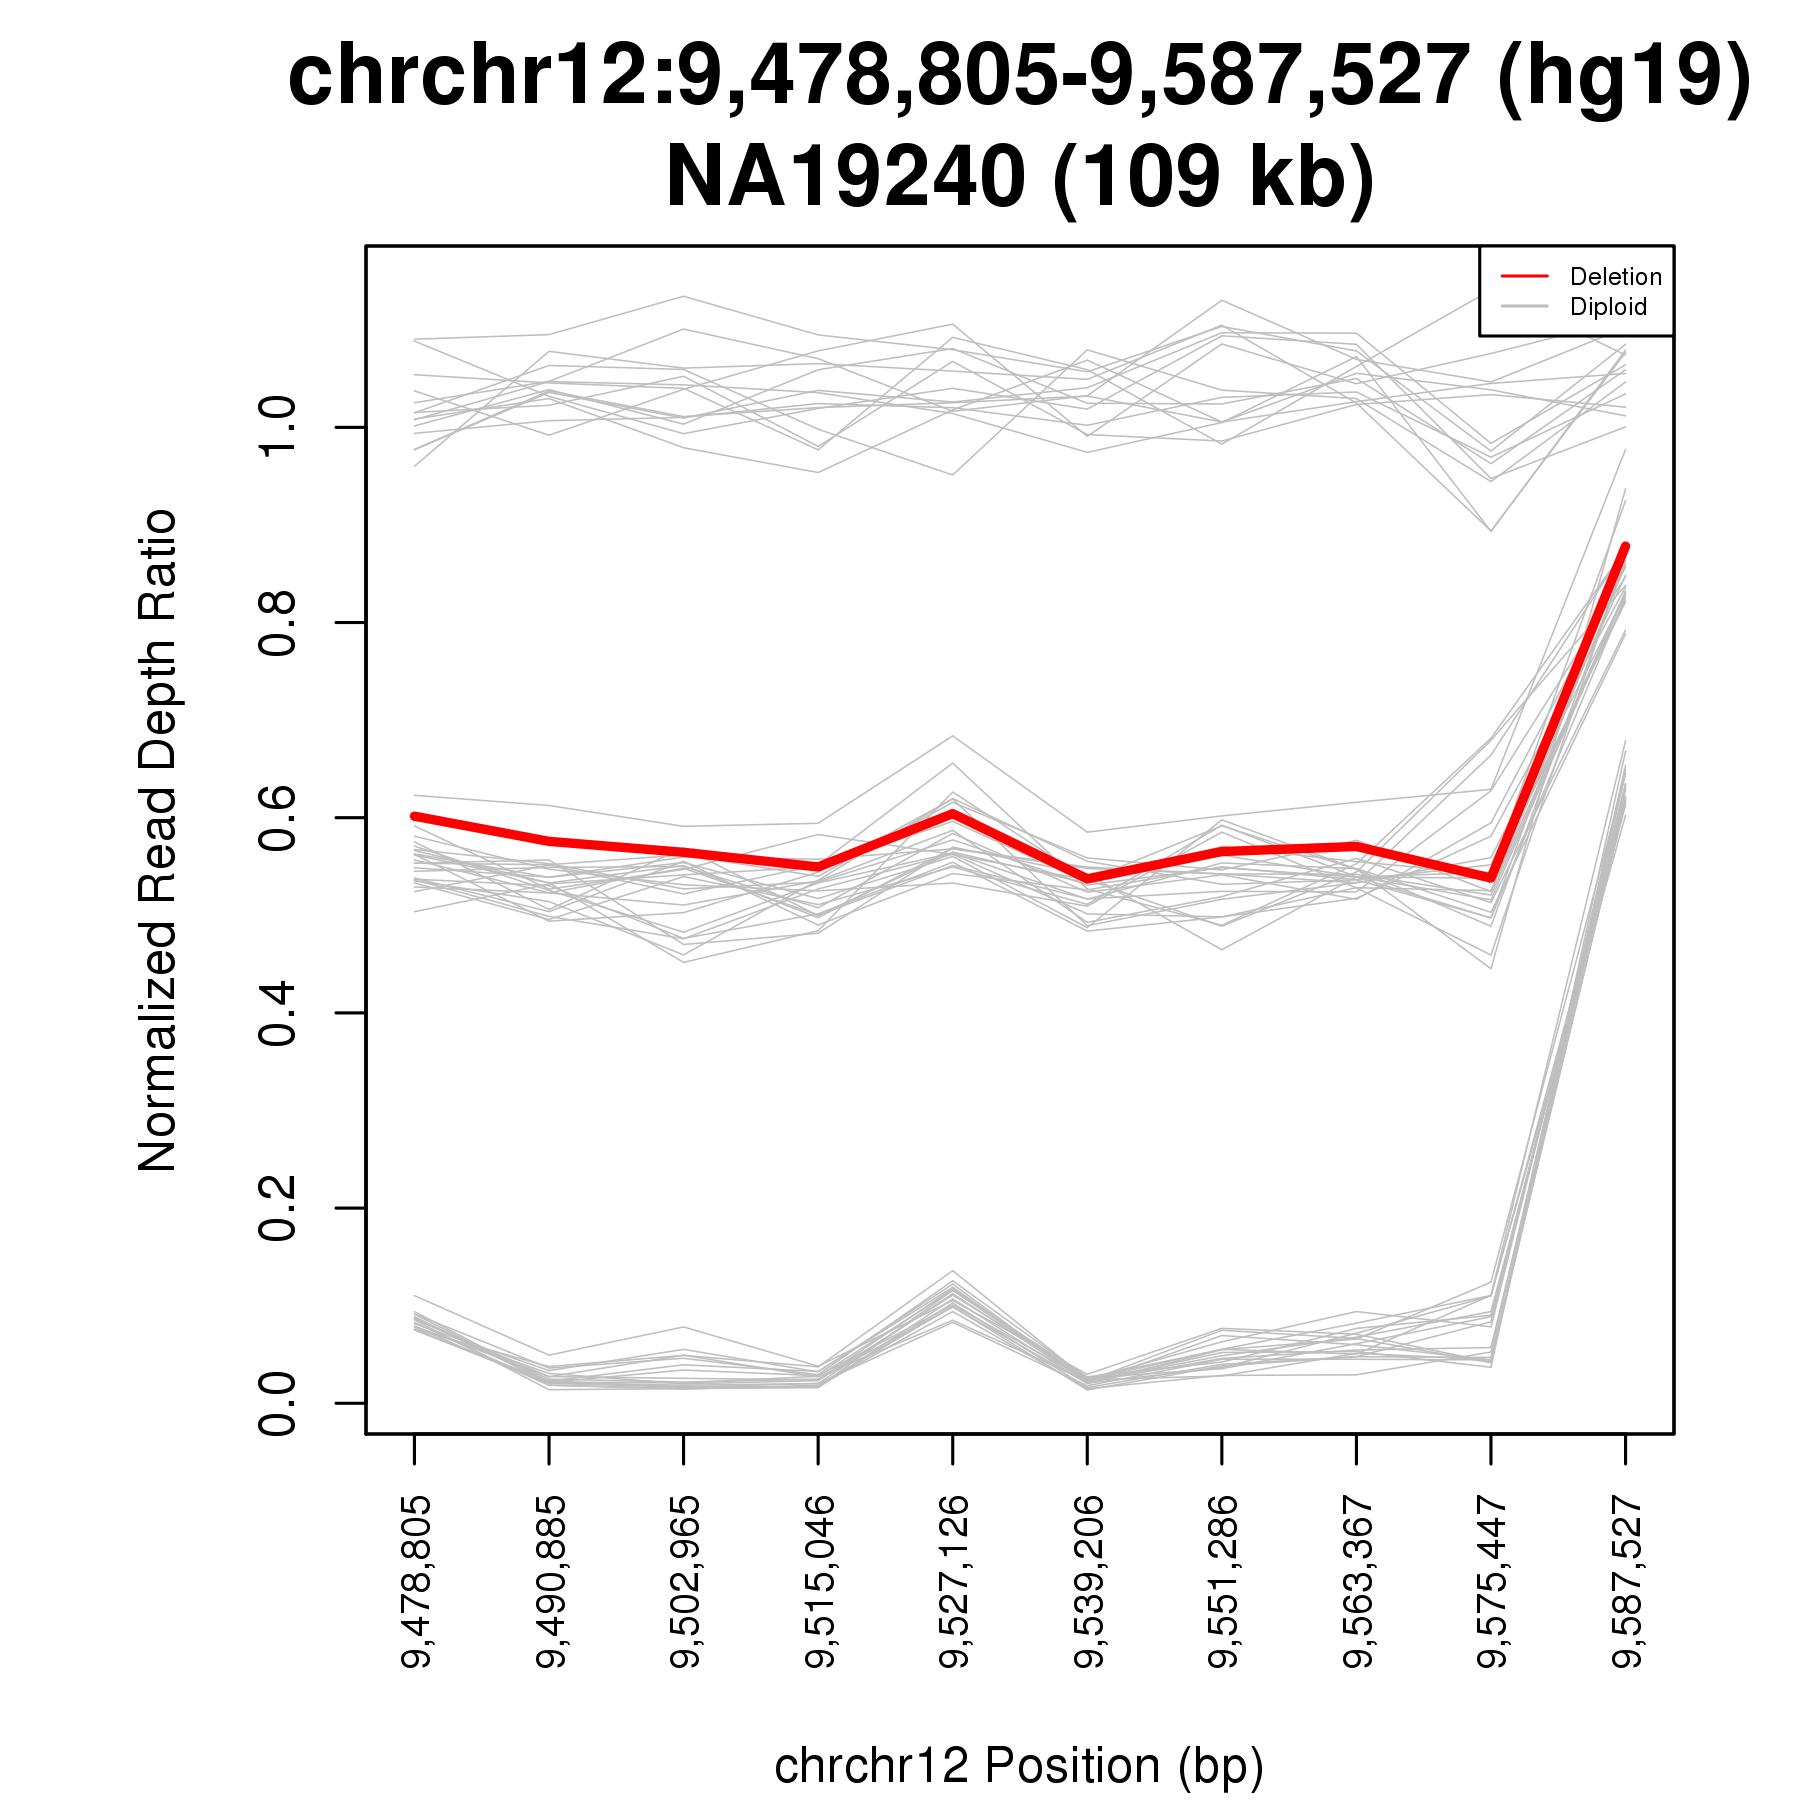 chrchr12:9,478,805-9,587,527 (hg19)
NA19240 (109 kb)
Deletion
Diploid
Normalized Read Depth Ratio
1.0
0.8
0.6
0.4
0.2
0.0
9,478,805
9,490,885
9,502,965
9,515,046
9,527,126
9,539,206
9,551,286
9,563,367
9,575,447
9,587,527
chrchr12 Position (bp)